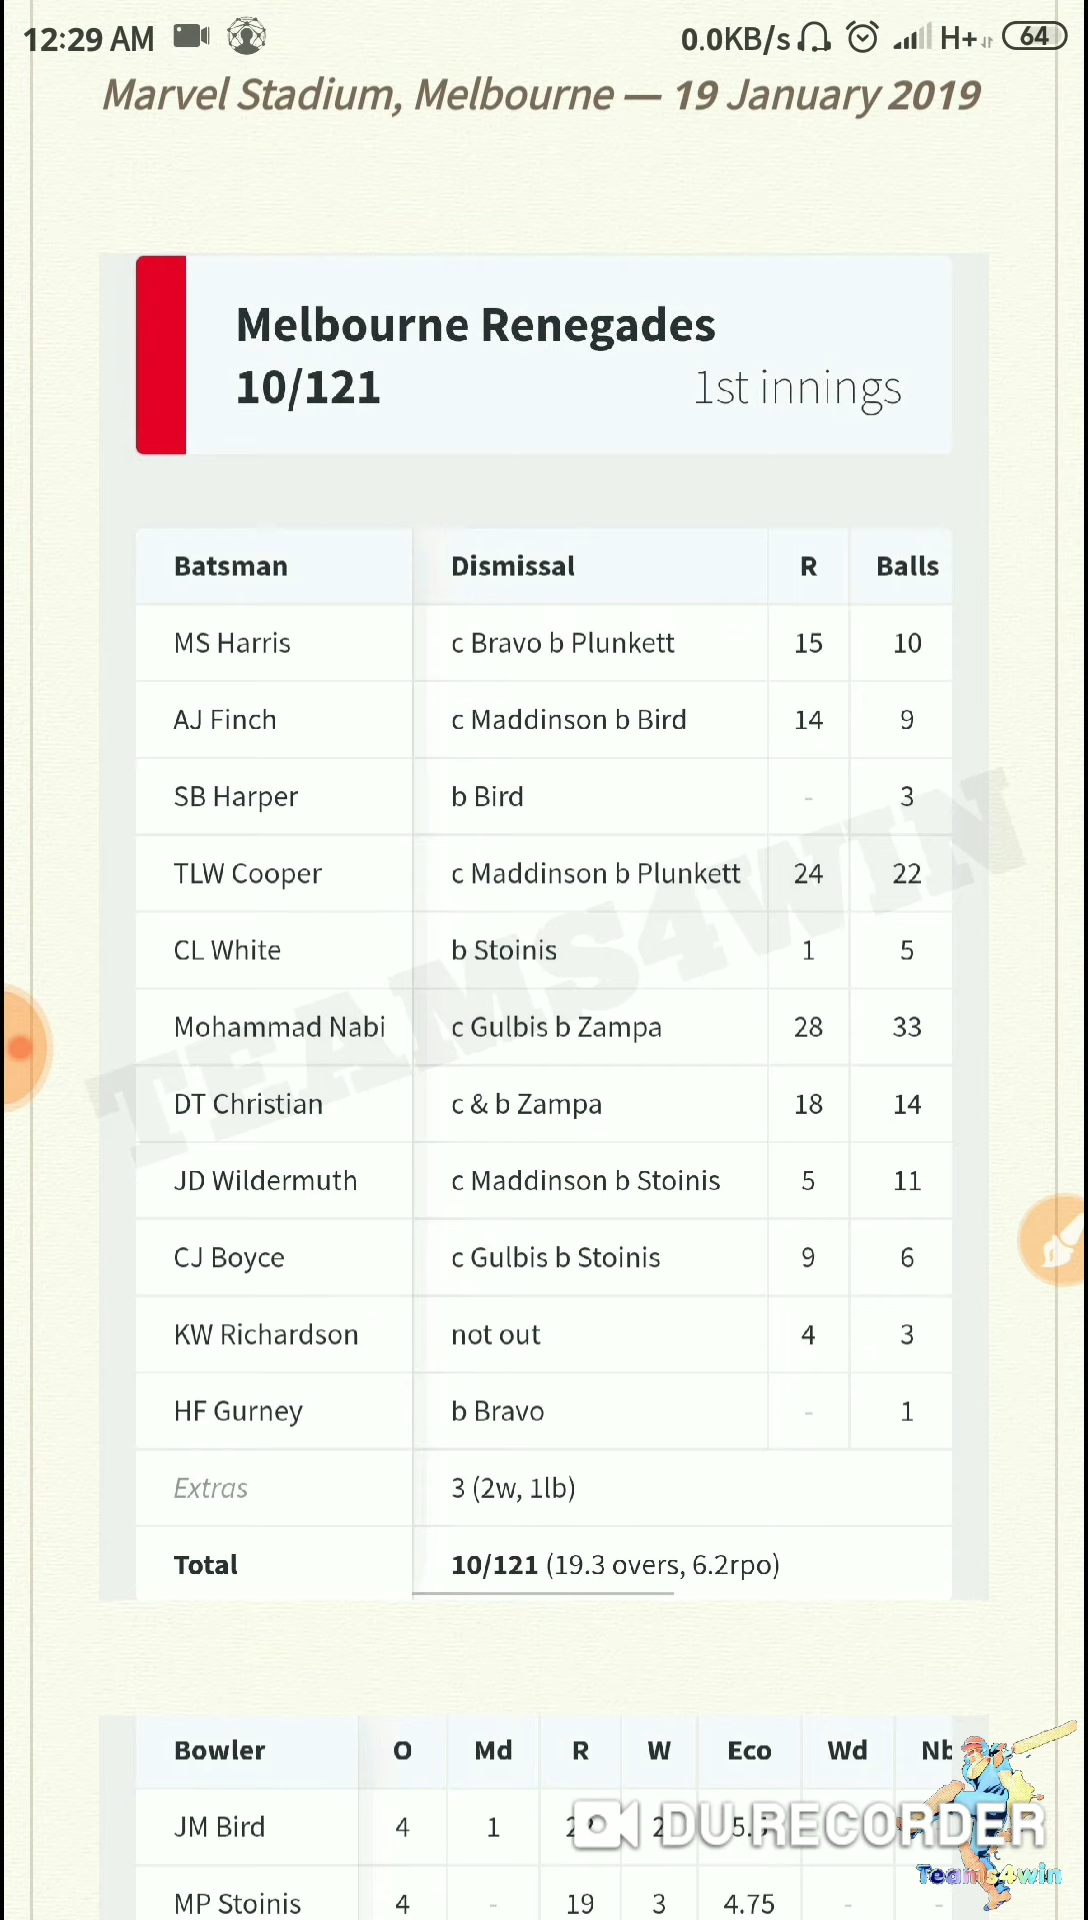 12:29 AM 0.0KB/s H+ 64
Marvel Stadium, Melbourne — 19 January 2019
Melbourne Renegades
10/121 1st innings
Batsman Dismissal R Balls
MS Harris c Bravo b Plunkett 15 10
AJ Finch c Maddinson b Bird 14 9
SB Harper b Bird - 3
TLW Cooper c Maddinson b Plunkett 24 22
CL White b Stoinis 1 5
Mohammad Nabi c Gulbis b Zampa 28 33
DT Christian c & b Zampa 18 14
JD Wildermuth c Maddinson b Stoinis 5 11
CJ Boyce c Gulbis b Stoinis 9 6
KW Richardson not out 4 3
HF Gurney b Bravo - 1
Extras 3 (2w, 1lb)
Total 10/121 (19.3 overs, 6.2rpo)
TEAMS4WIN
Bowler O Md R W Eco Wd Nb
JM Bird 4 1 2
DU RECORDER
Teams4win
MP Stoinis 4 - 19 3 4.75 - -